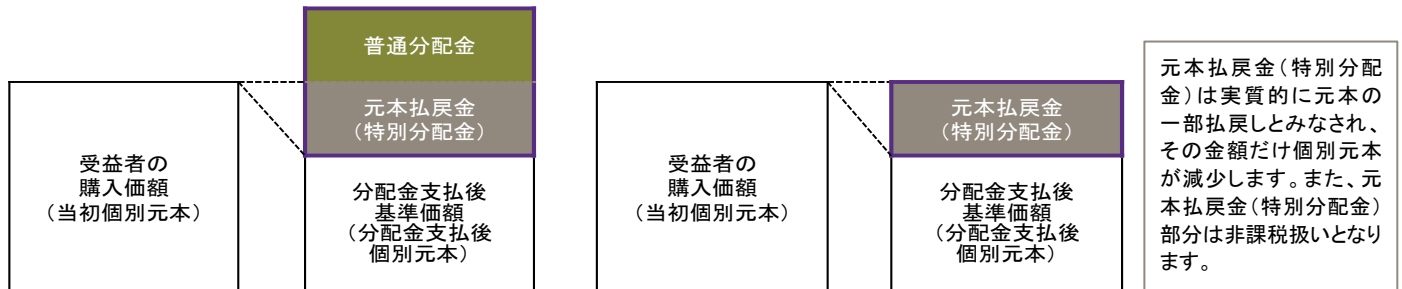 普通分配金
元本払戻金
（特別分配金）
受益者の
購入価額
（当初個別元本）
分配金支払後
基準価額
（分配金支払後
個別元本）
元本払戻金
（特別分配金）
受益者の
購入価額
（当初個別元本）
分配金支払後
基準価額
（分配金支払後
個別元本）
元本払戻金（特別分配
金）は実質的に元本の
一部払戻しとみなされ、
その金額だけ個別元本
が減少します。また、元
本払戻金（特別分配金）
部分は非課税扱いとなり
ます。